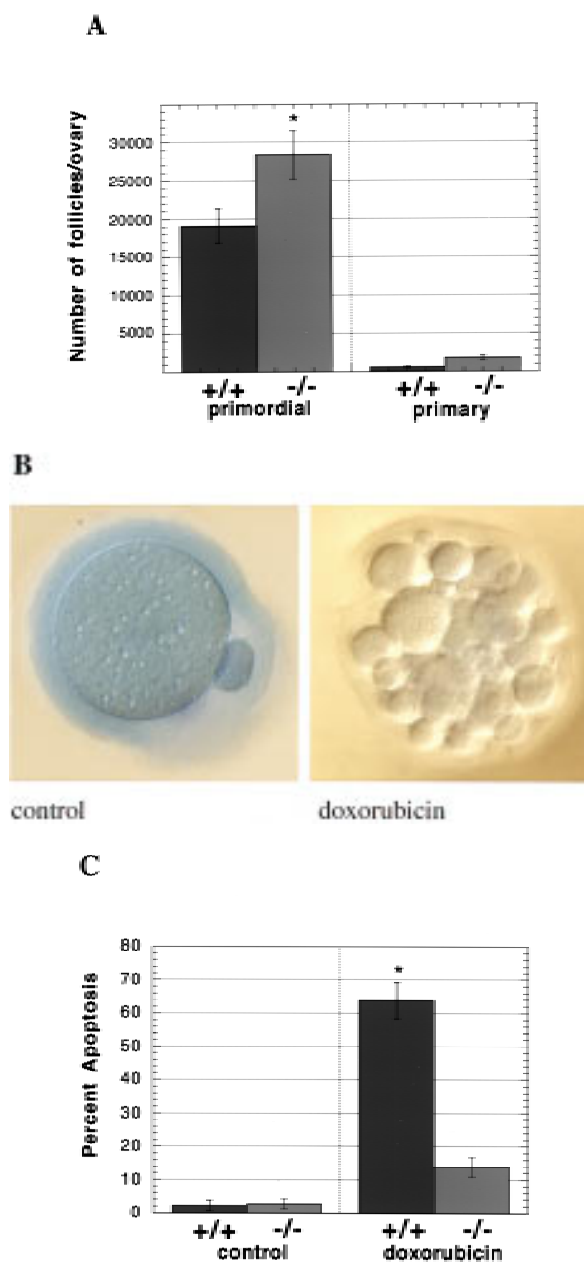 A
Number of follicles/ovary
30000
25000
20000
15000
10000
5000
*
+/+ -/- +/+ -/-
primordial primary
B
control doxorubicin
C
Percent Apoptosis
80
70
60
50
40
30
20
10
0
*
+/+ -/- +/+ -/-
control doxorubicin